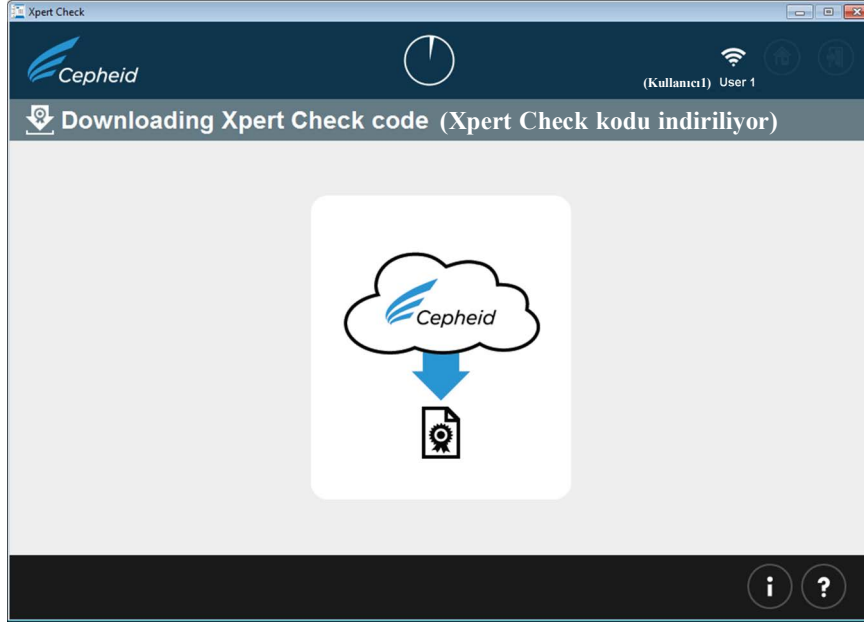 Xpert Check
Cepheid
(Kullanıcı1) User 1
Downloading Xpert Check code (Xpert Check kodu indiriliyor)
Cepheid
i ?